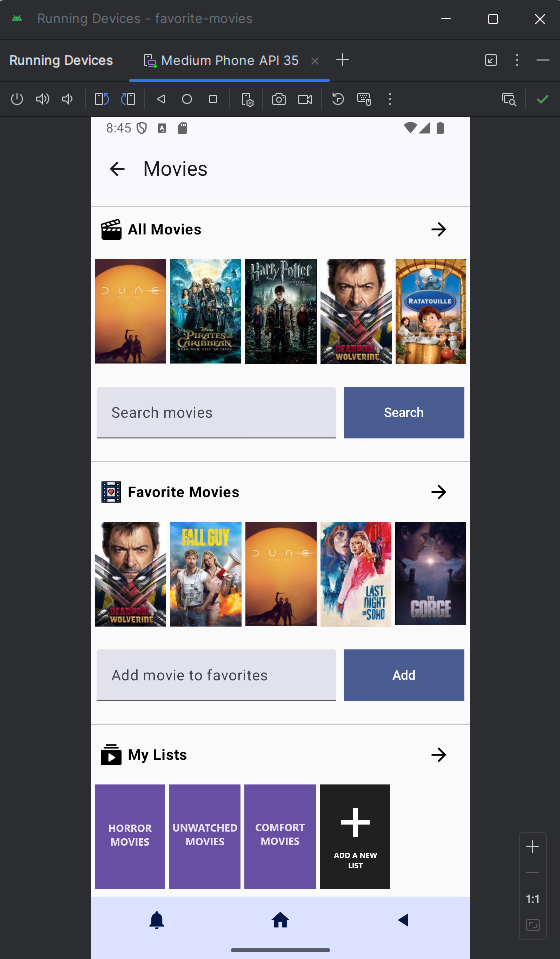 Running Devices - favorite-movies
Running Devices
Medium Phone API 35
8:45
Movies
All Movies
DUNE
DISNEY
PIRATES
CARIBBEAN
Harry Potter
DEADPOOL
WOLVERINE
RATATOUILLE
Search movies
Search
Favorite Movies
DEADPOOL
WOLVERINE
FALL GUY
DUNE
LAST
NIGHT
IN SOHO
THE
GORGE
Add movie to favorites
Add
My Lists
HORROR
MOVIES
UNWATCHED
MOVIES
COMFORT
MOVIES
ADD A NEW
LIST
1:1